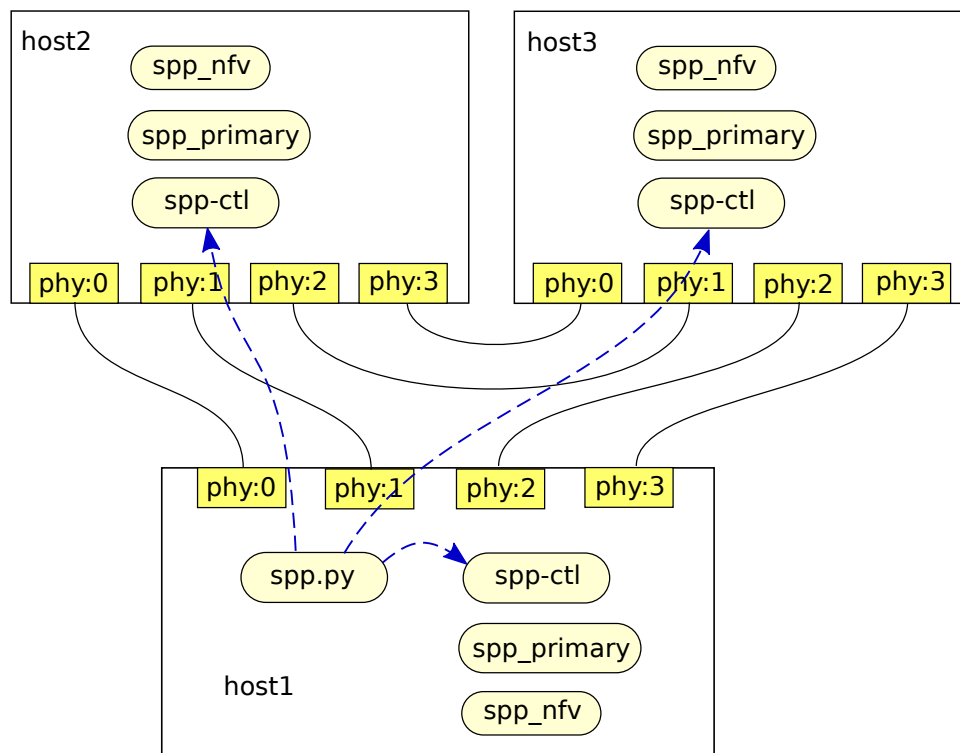 host2
spp_nfv
spp_primary
spp-ctl
phy:0 phy:1 phy:2 phy:3
host3
spp_nfv
spp_primary
spp-ctl
phy:0 phy:1 phy:2 phy:3
phy:0 phy:1 phy:2 phy:3
spp.py spp-ctl
spp_primary
host1
spp_nfv